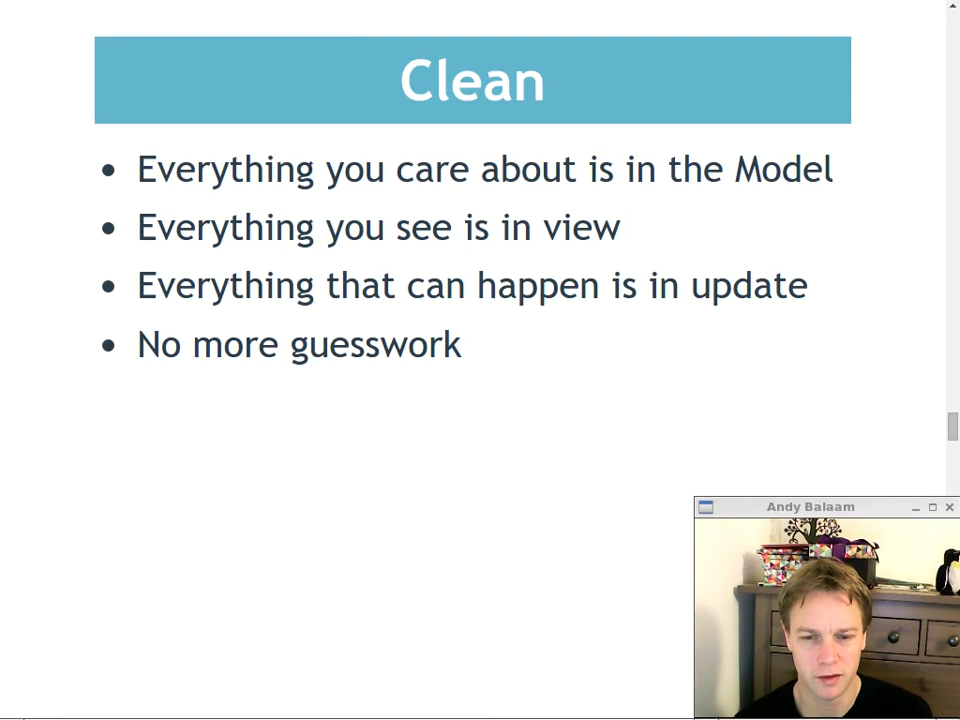 Clean
• Everything you care about is in the Model
• Everything you see is in view
• Everything that can happen is in update
• No more guesswork
Andy Balaam